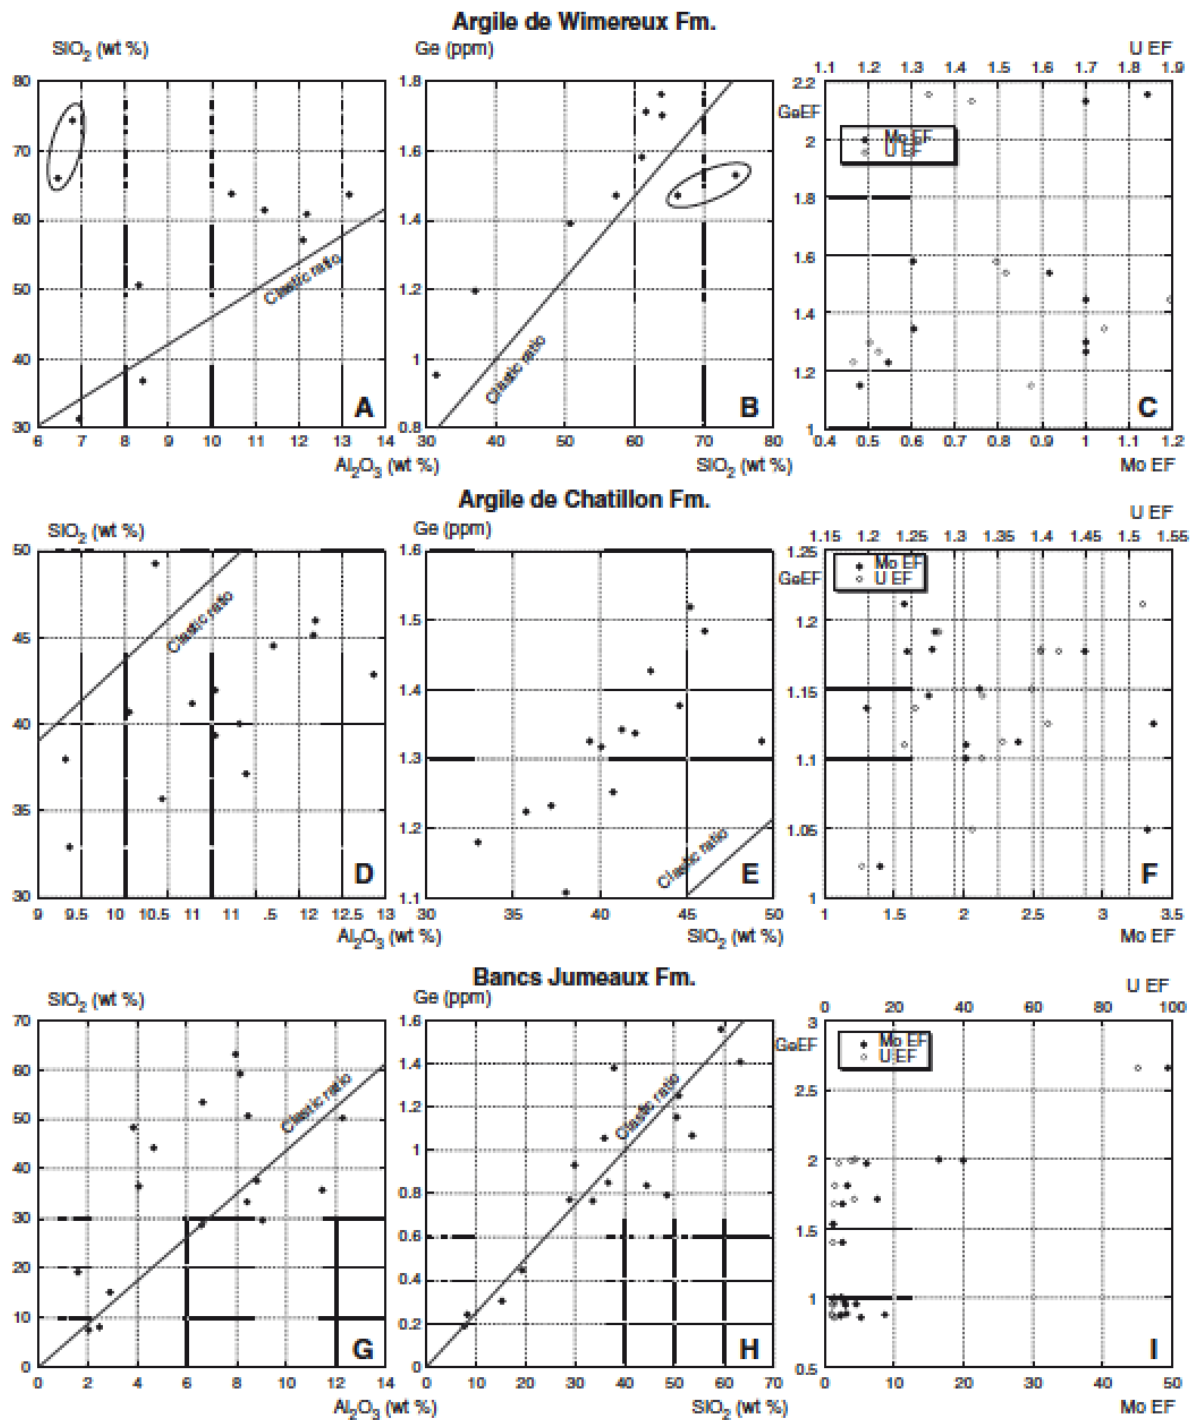 Argile de Wimereux Fm.
SIO2 (wt %)
Ge (ppm)
U EF
1.1 1.2 1.3 1.4 1.5 1.6 1.7 1.8 1.9
80
70
60
50
40
30
6 7 8 9 10 11 12 13 14
Clastic ratio
A
Al2O3 (wt %)
1.8
1.6
1.4
1.2
1
0.8
30 40 50 60 70 80
Clastic ratio
B
SIO2 (wt %)
2.2
GeEF
2
1.8
1.6
1.4
1.2
1
Mo EF
U EF
C
0.4 0.5 0.6 0.7 0.8 0.9 1 1.1 1.2
Mo EF
Argile de Chatillon Fm.
SIO2 (wt %)
Ge (ppm)
U EF
1.15 1.2 1.25 1.3 1.35 1.4 1.45 1.5 1.55
50
45
40
35
30
9 9.5 10 10.5 11 11 .5 12 12.5 13
Clastic ratio
D
Al2O3 (wt %)
1.6
1.5
1.4
1.3
1.2
1.1
30 35 40 45 50
Clastic ratio
E
SIO2 (wt %)
1.25
GeEF
1.2
1.15
1.1
1.05
1
Mo EF
U EF
F
1 1.5 2 2.5 3 3.5
Mo EF
Bancs Jumeaux Fm.
SIO2 (wt %)
Ge (ppm)
U EF
0 20 40 60 80 100
70
60
50
40
30
20
10
0
0 2 4 6 8 10 12 14
Clastic ratio
G
Al2O3 (wt %)
1.6
1.4
1.2
1
0.8
0.6
0.4
0.2
0
0 10 20 30 40 50 60 70
Clastic ratio
H
SIO2 (wt %)
3
GeEF
2.5
2
1.5
1
0.5
Mo EF
U EF
I
0 10 20 30 40 50
Mo EF